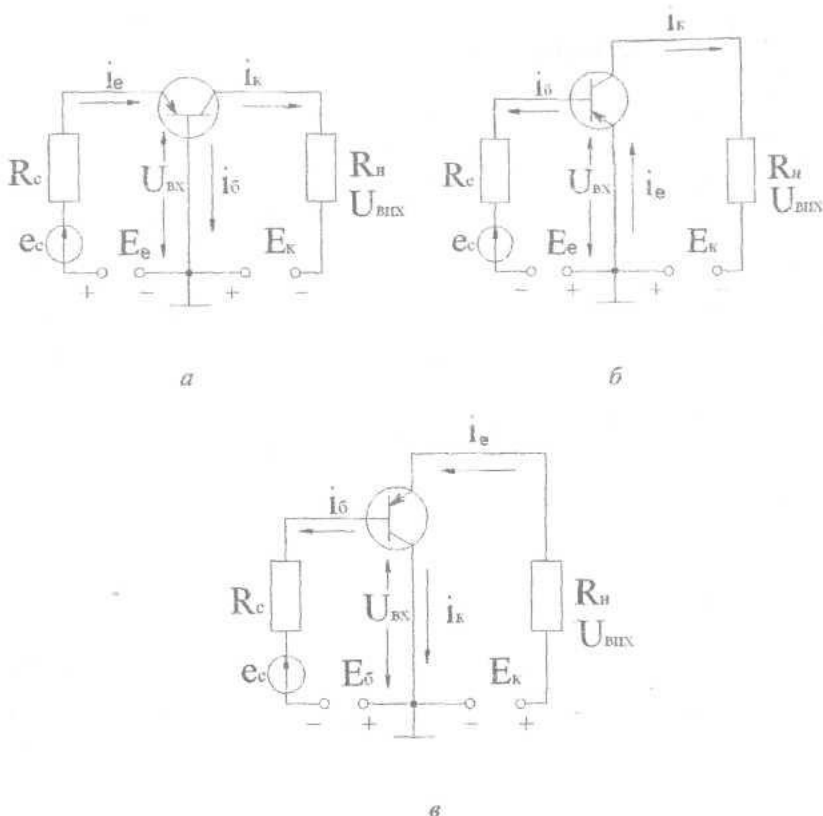 iе iк
Rс Uвх iб Rн
Uвих
eс Eе Eк
+ − + −
а
iк
iб
Rс Uвх iе Rн
Uвих
eс Eе Eк
− + + −
б
iе
iб
Rс Uвх iк Rн
Uвих
eс Eб Eк
− + − +
в